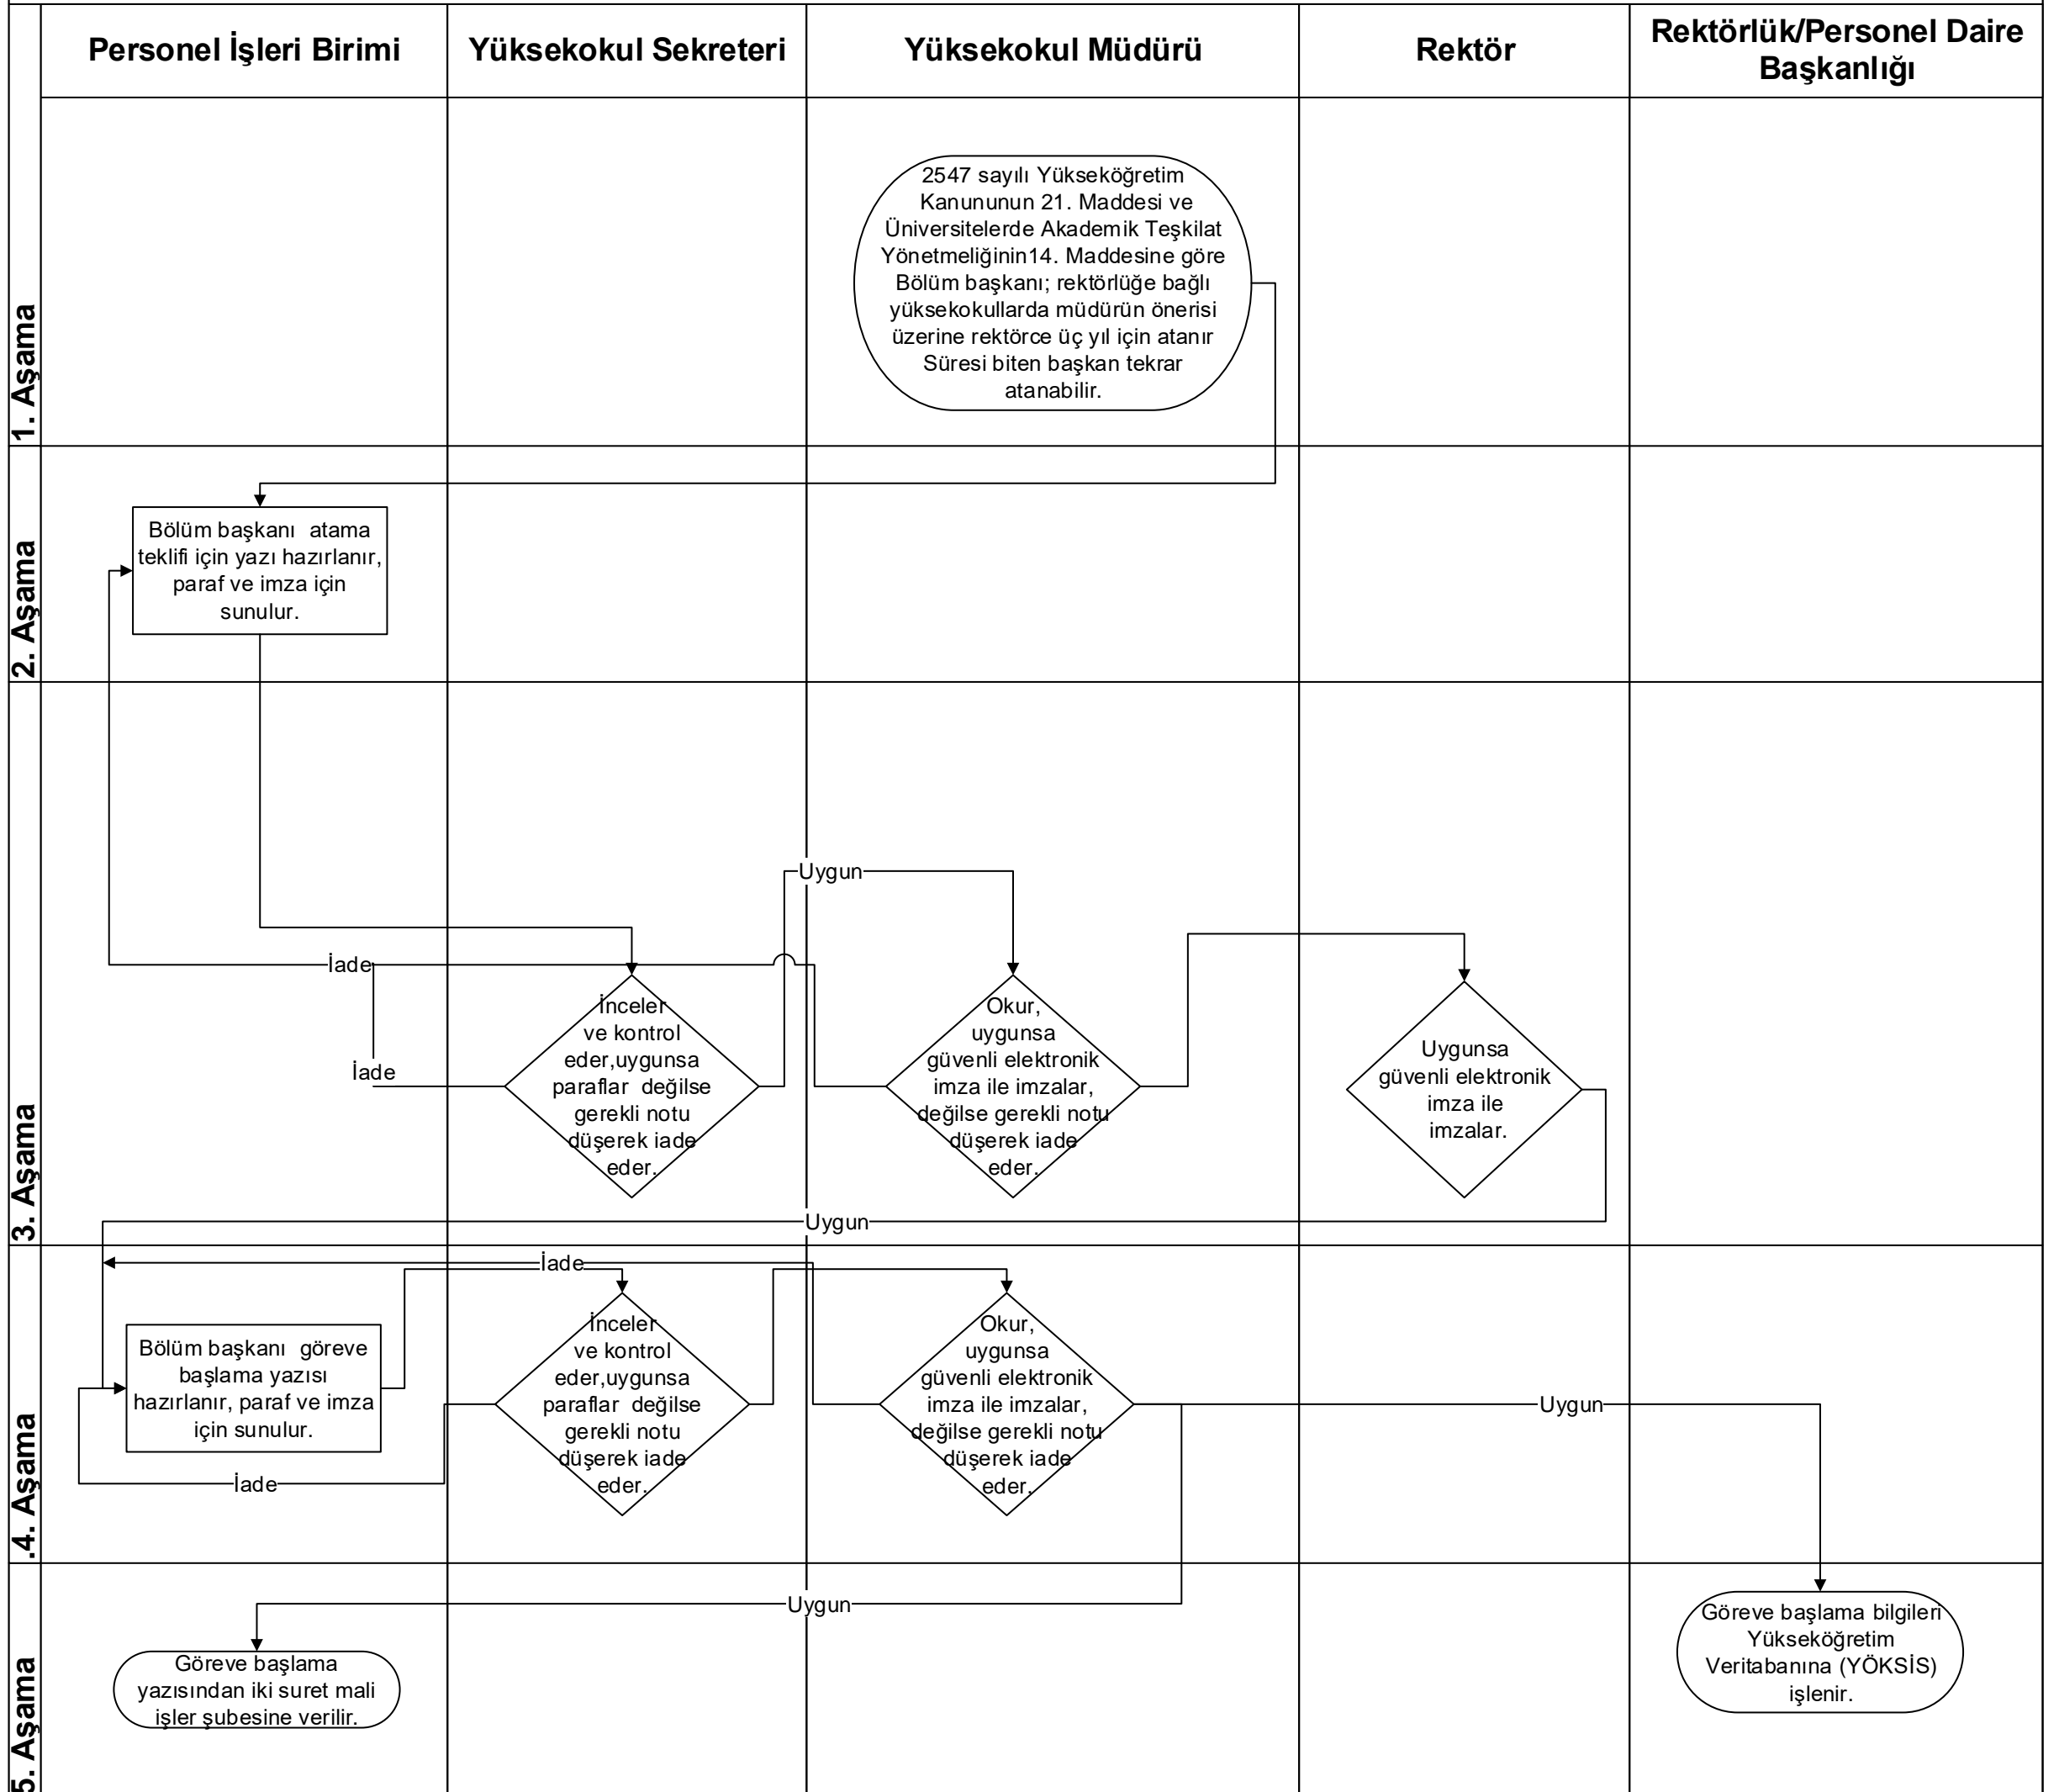 Personel İşleri Birimi
Yüksekokul Sekreteri
Yüksekokul Müdürü
Rektör
Rektörlük/Personel Daire
Başkanlığı
1. Aşama
2547 sayılı Yükseköğretim
Kanununun 21. Maddesi ve
Üniversitelerde Akademik Teşkilat
Yönetmeliğinin14. Maddesine göre
Bölüm başkanı; rektörlüğe bağlı
yüksekokullarda müdürün önerisi
üzerine rektörce üç yıl için atanır
Süresi biten başkan tekrar
atanabilir.
2. Aşama
Bölüm başkanı  atama
teklifi için yazı hazırlanır,
paraf ve imza için
sunulur.
3. Aşama
Uygun
İade
İade
İnceler
ve kontrol
eder,uygunsa
paraflar  değilse
gerekli notu
düşerek iade
eder.
Okur,
uygunsa
güvenli elektronik
imza ile imzalar,
değilse gerekli notu
düşerek iade
eder.
Uygunsa
güvenli elektronik
imza ile
imzalar.
Uygun
.4. Aşama
İade
Bölüm başkanı  göreve
başlama yazısı
hazırlanır, paraf ve imza
için sunulur.
İade
İnceler
ve kontrol
eder,uygunsa
paraflar  değilse
gerekli notu
düşerek iade
eder.
Okur,
uygunsa
güvenli elektronik
imza ile imzalar,
değilse gerekli notu
düşerek iade
eder.
Uygun
5. Aşama
Uygun
Göreve başlama
yazısından iki suret mali
işler şubesine verilir.
Göreve başlama bilgileri
Yükseköğretim
Veritabanına (YÖKSİS)
işlenir.